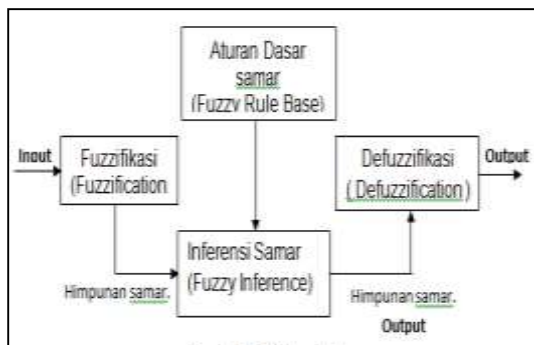 Aturan Dasar
samar
(Fuzzy Rule Base)
Input
Fuzzifikasi
(Fuzzification
Defuzzifikasi
( Defuzzification )
Output
Inferensi Samar
(Fuzzy Inference)
Himpunan samar.
Himpunan samar.
Output